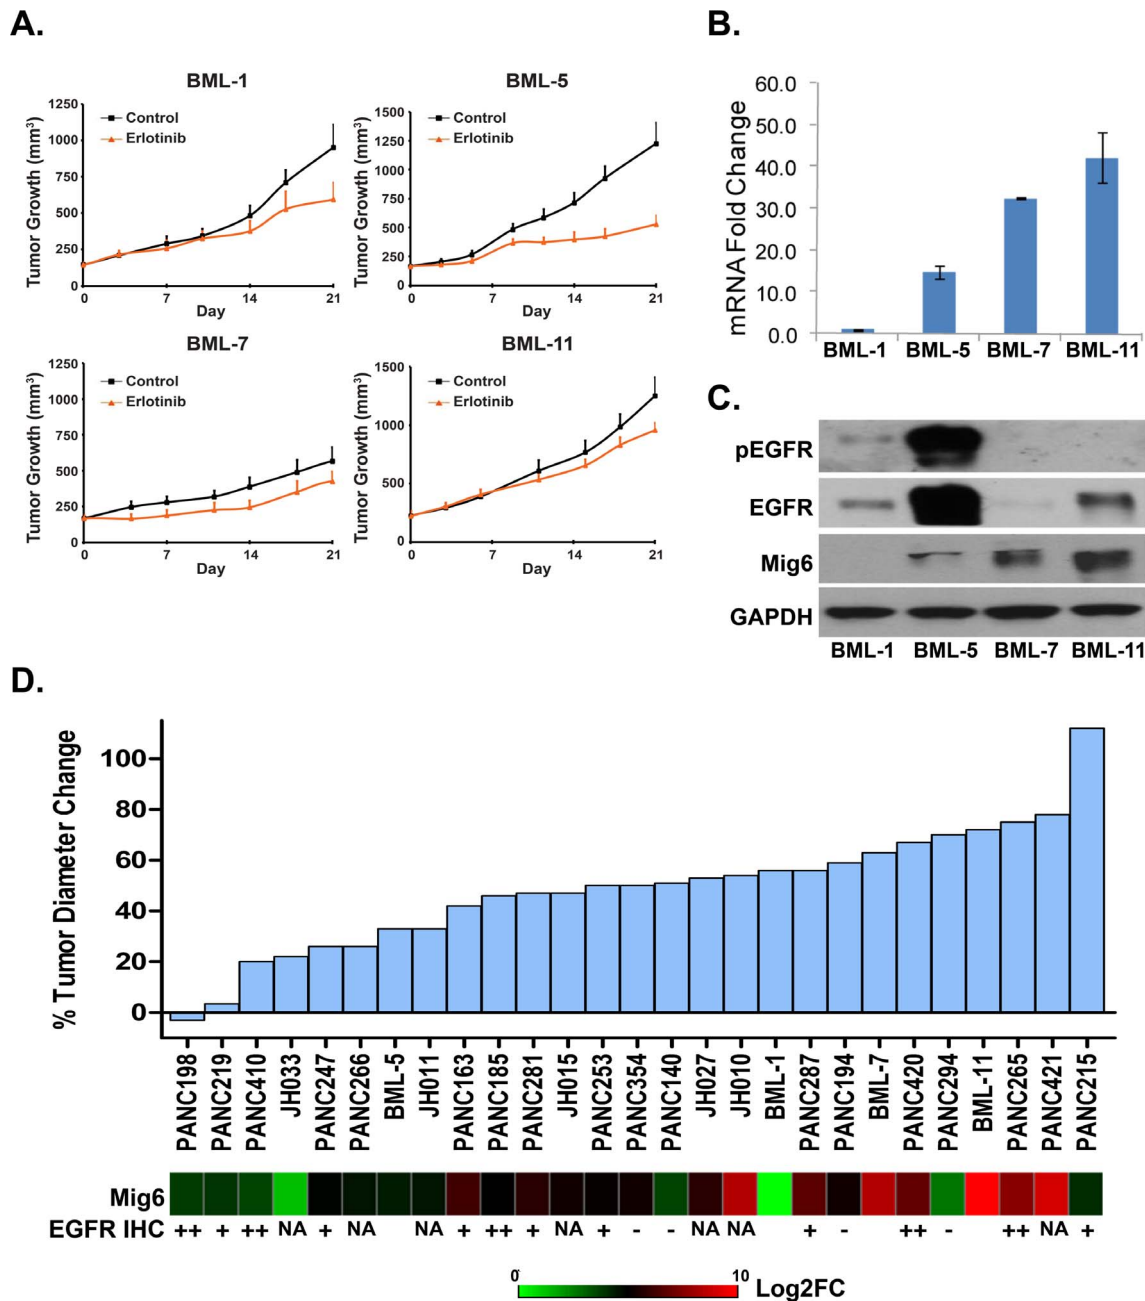 A.
BML-1
Tumor Growth (mm³)
1250
1000
750
500
250
0
Control
Erlotinib
0 7 14 21
Day
BML-5
Tumor Growth (mm³)
1500
1250
1000
750
500
250
0
Control
Erlotinib
0 7 14 21
Day
BML-7
Tumor Growth (mm³)
1250
1000
750
500
250
0
Control
Erlotinib
0 7 14 21
Day
BML-11
Tumor Growth (mm³)
1500
1000
500
0
Control
Erlotinib
0 7 14 21
Day
B.
mRNA Fold Change
60.0
50.0
40.0
30.0
20.0
10.0
0.0
BML-1 BML-5 BML-7 BML-11
C.
pEGFR
EGFR
Mig6
GAPDH
BML-1 BML-5 BML-7 BML-11
D.
% Tumor Diameter Change
100
80
60
40
20
0
PANC198 PANC219 PANC410 JH033 PANC247 PANC266 BML-5 JH011 PANC163 PANC185 PANC281 JH015 PANC253 PANC354 PANC140 JH027 JH010 BML-1 PANC287 PANC194 BML-7 PANC420 PANC294 BML-11 PANC265 PANC421 PANC215
Mig6
EGFR IHC ++ + ++ NA + NA NA + ++ + NA + - - NA NA + - ++ - ++ NA +
0 10 Log2FC